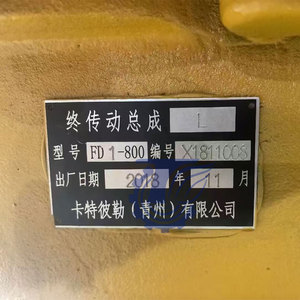 终传动总成 L
型号 FD1-800 编号 X1811008
出厂日期 2018 年 11 月
卡特彼勒（青州）有限公司